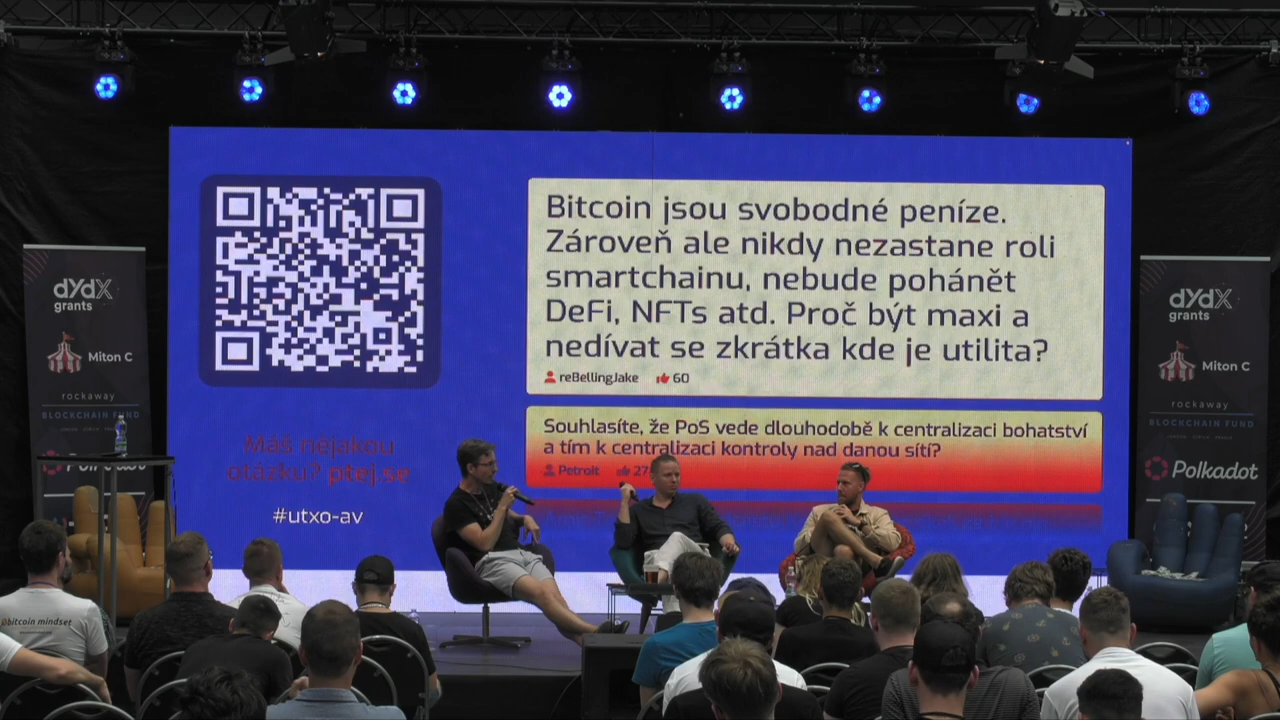 Bitcoin jsou svobodné peníze.
Zároveň ale nikdy nezastane roli
smartchainu, nebude pohánět
DeFi, NFTs atd. Proč být maxi a
nedívat se zkrátka kde je utilita?
reBellingJake 60
Souhlasíte, že PoS vede dlouhodobě k centralizaci bohatství
a tím k centralizaci kontroly nad danou sítí?
Petroit
Máš nějakou
otázku? ptej se
#utxo-av
dYdX
grants
Miton C
rockaway
BLOCKCHAIN FUND
dYdX
grants
Miton C
rockaway
BLOCKCHAIN FUND
Polkadot
@bitcoin mindset